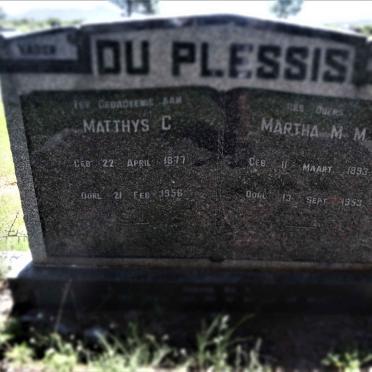 VADER
DU PLESSIS
TER GEDAGTENIS AAN
MATTHYS C
GEB 22 APRIL 1877
OORL 21 FEB 1956
ONS OUERS
MARTHA M M
GEB 11 MAART 1893
OORL 13 SEPT 1953